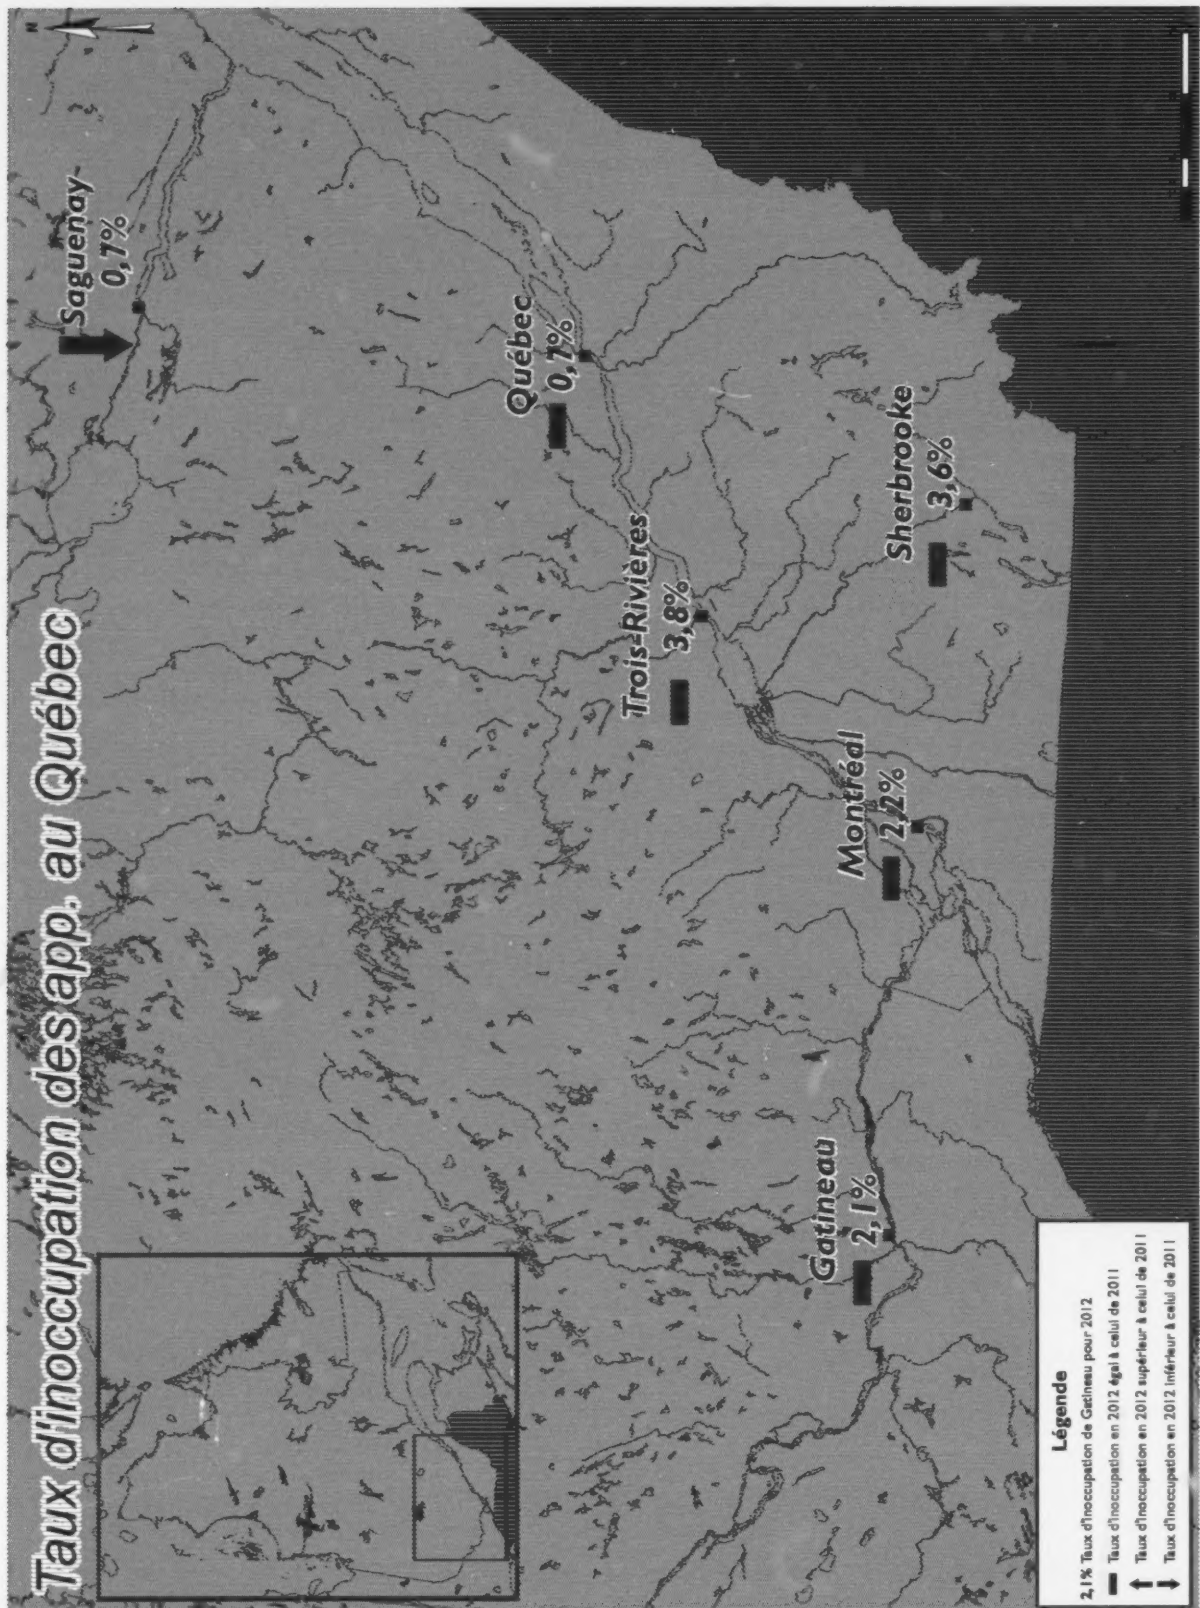 Taux d'inoccupation des app. au Québec
N
Saguenay-
0,7%
Québec
0,7%
Trois-Rivières
3,8%
Sherbrooke
3,6%
Montréal
2,2%
Gatineau
2,1%
Légende
2,1% Taux d'inoccupation de Gatineau pour 2012
Taux d'inoccupation en 2012 égal à celui de 2011
Taux d'inoccupation en 2012 supérieur à celui de 2011
Taux d'inoccupation en 2012 inférieur à celui de 2011